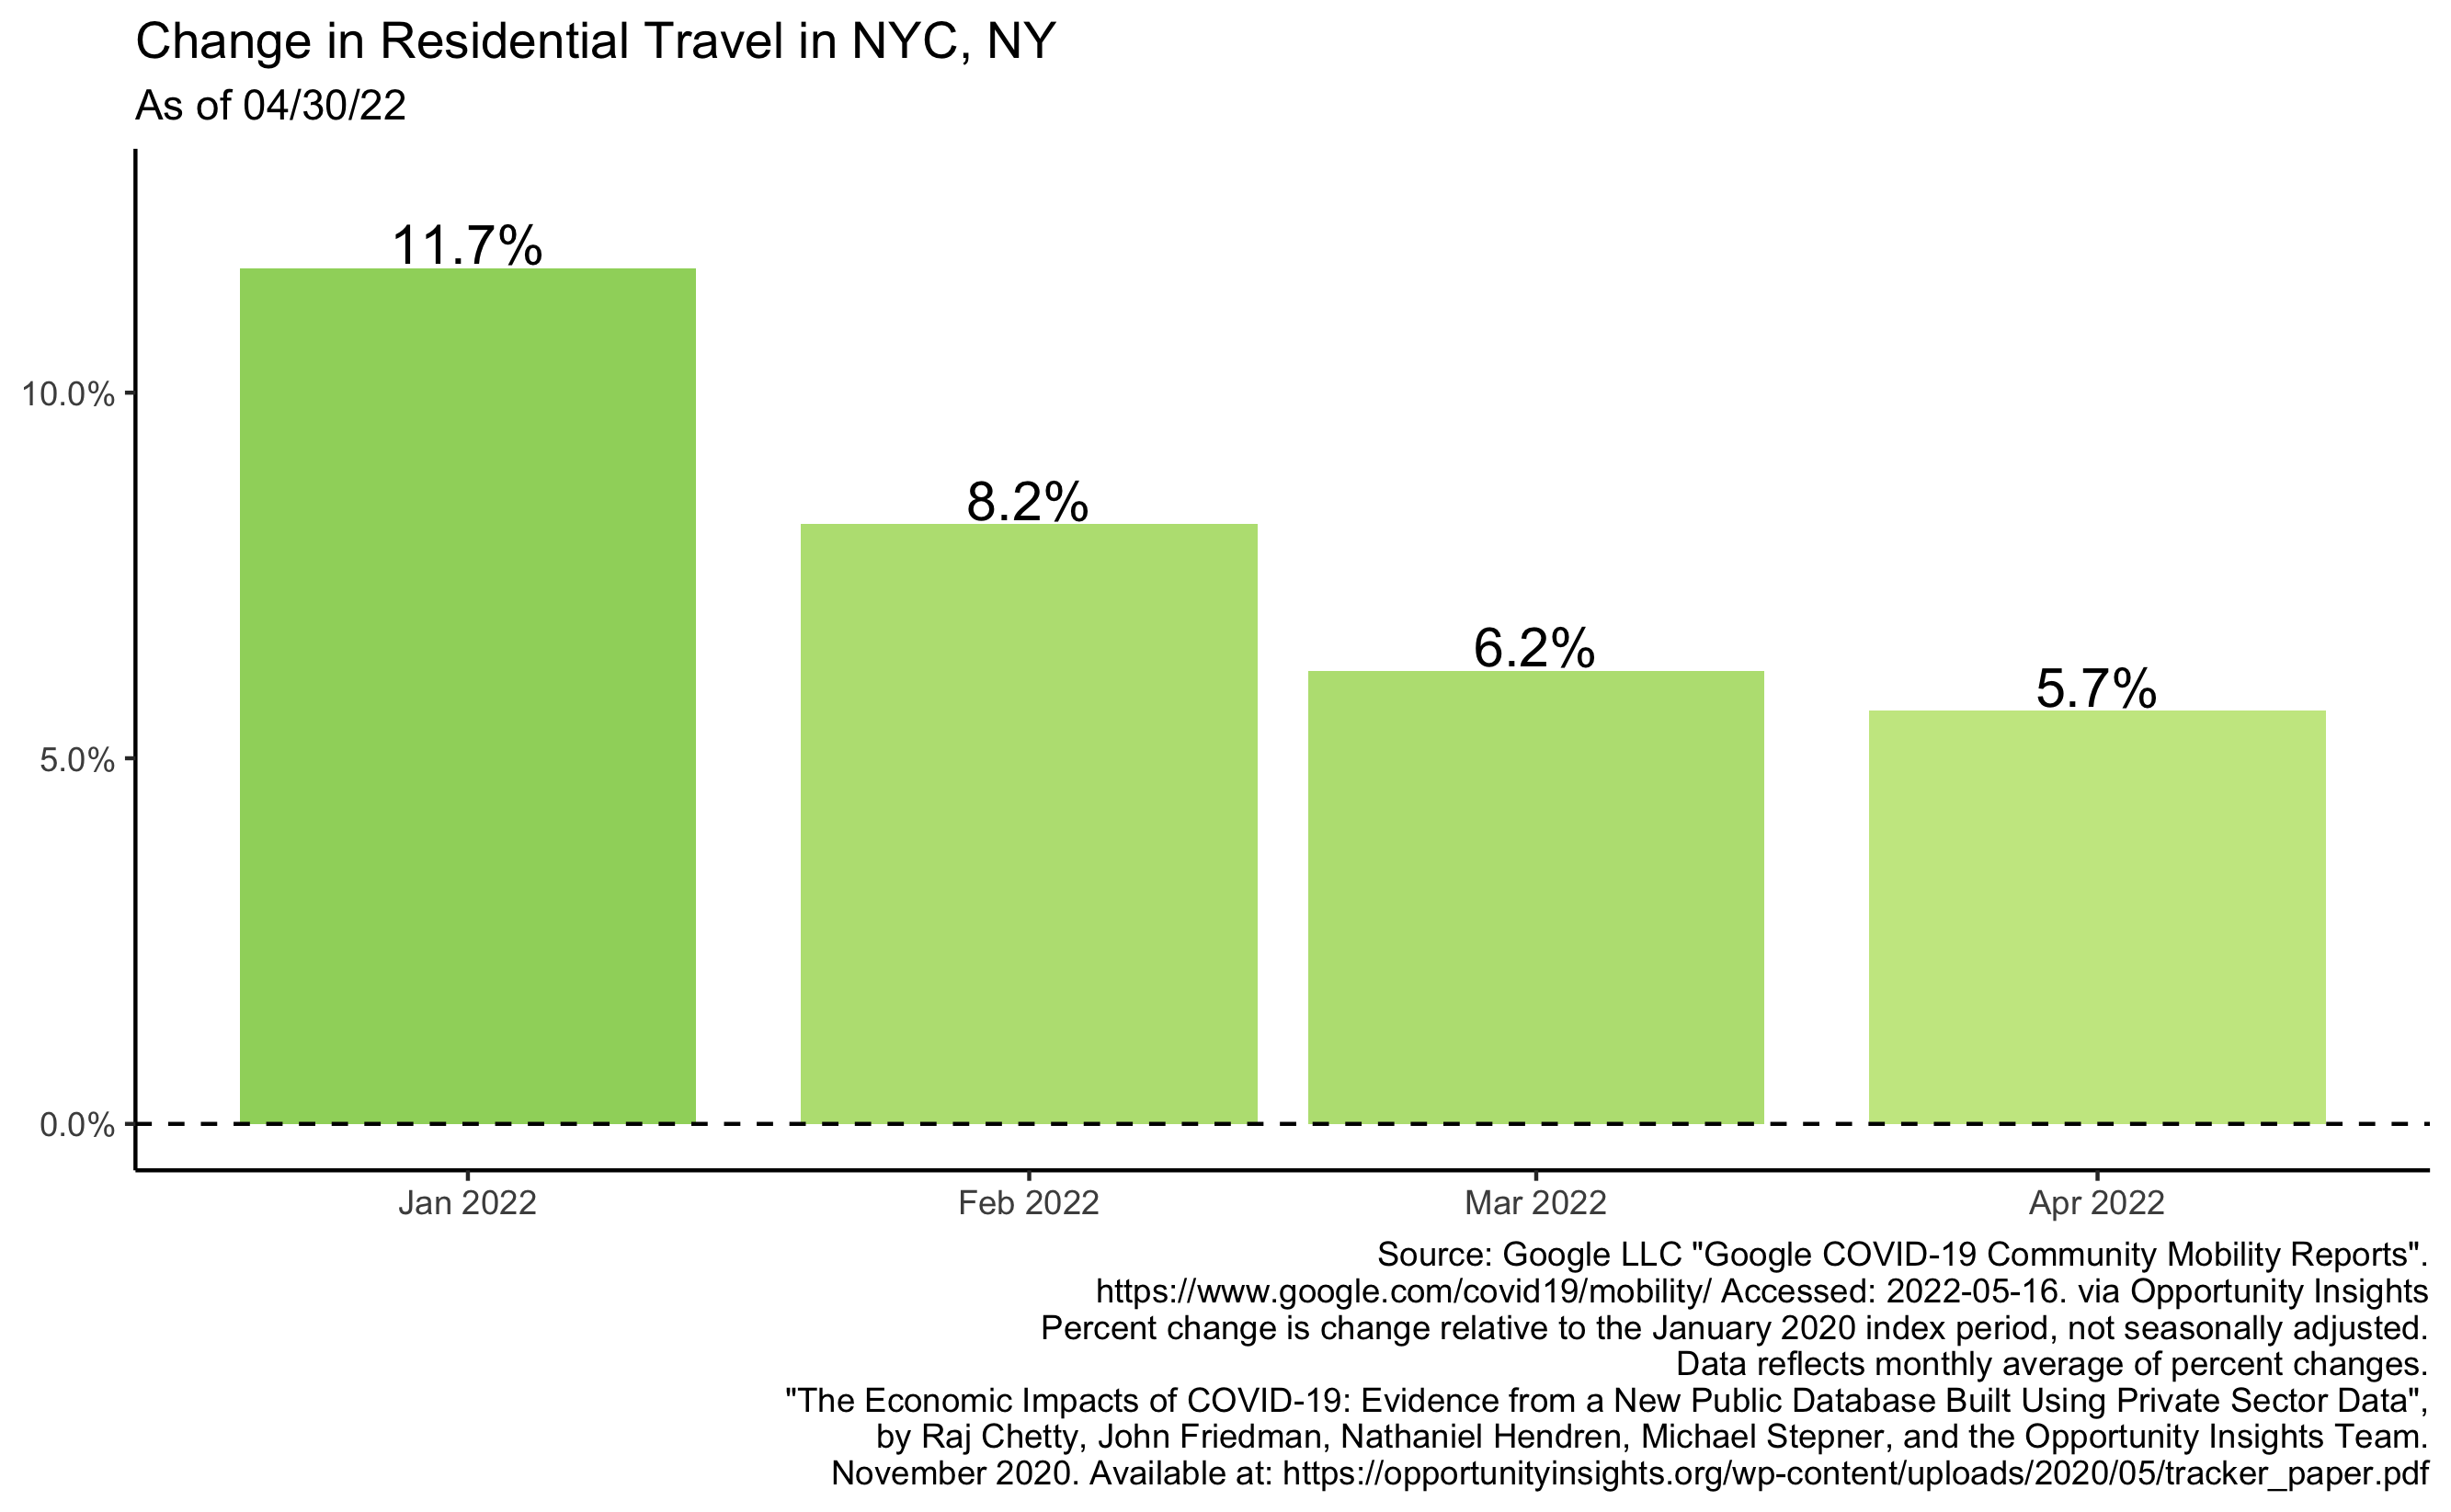 Change in Residential Travel in NYC, NY
As of 04/30/22
11.7%
8.2%
6.2%
5.7%
10.0%
5.0%
0.0%
Jan 2022
Feb 2022
Mar 2022
Apr 2022
Source: Google LLC "Google COVID-19 Community Mobility Reports".
https://www.google.com/covid19/mobility/ Accessed: 2022-05-16. via Opportunity Insights
Percent change is change relative to the January 2020 index period, not seasonally adjusted.
Data reflects monthly average of percent changes.
"The Economic Impacts of COVID-19: Evidence from a New Public Database Built Using Private Sector Data",
by Raj Chetty, John Friedman, Nathaniel Hendren, Michael Stepner, and the Opportunity Insights Team.
November 2020. Available at: https://opportunityinsights.org/wp-content/uploads/2020/05/tracker_paper.pdf